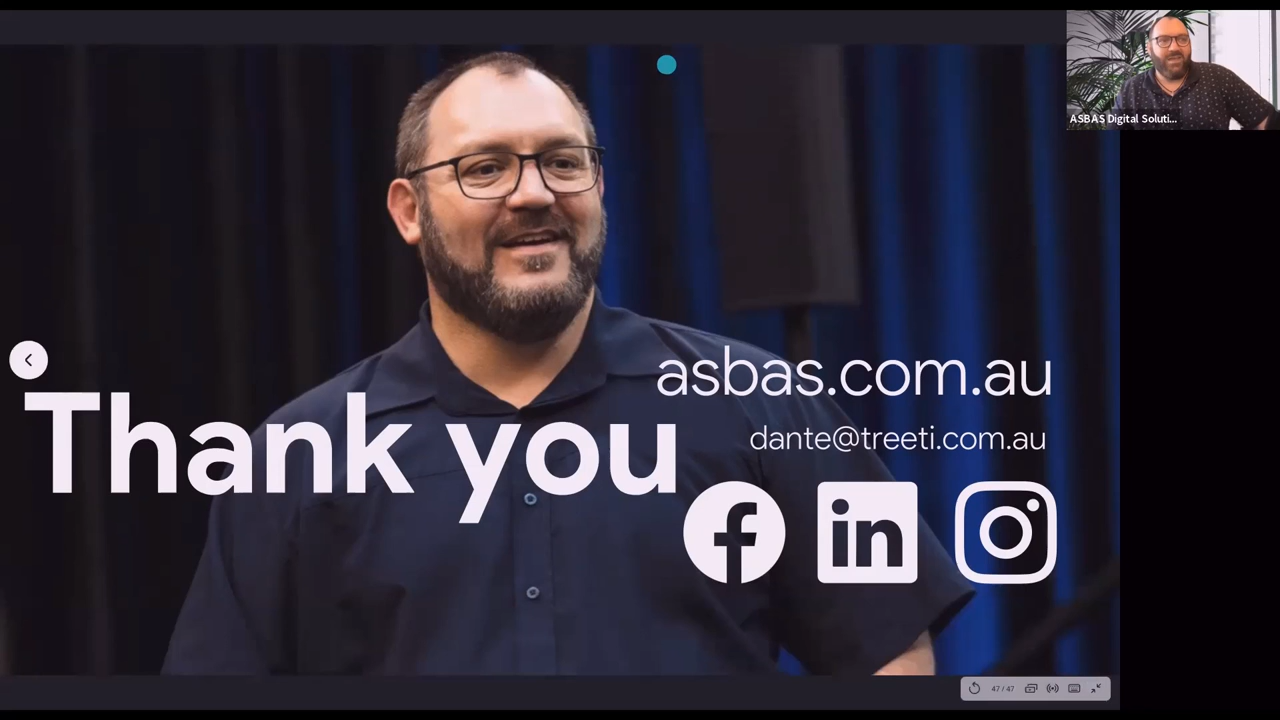 ASBAS Digital Soluti...
asbas.com.au
dante@treeti.com.au
Thank you
47 / 47